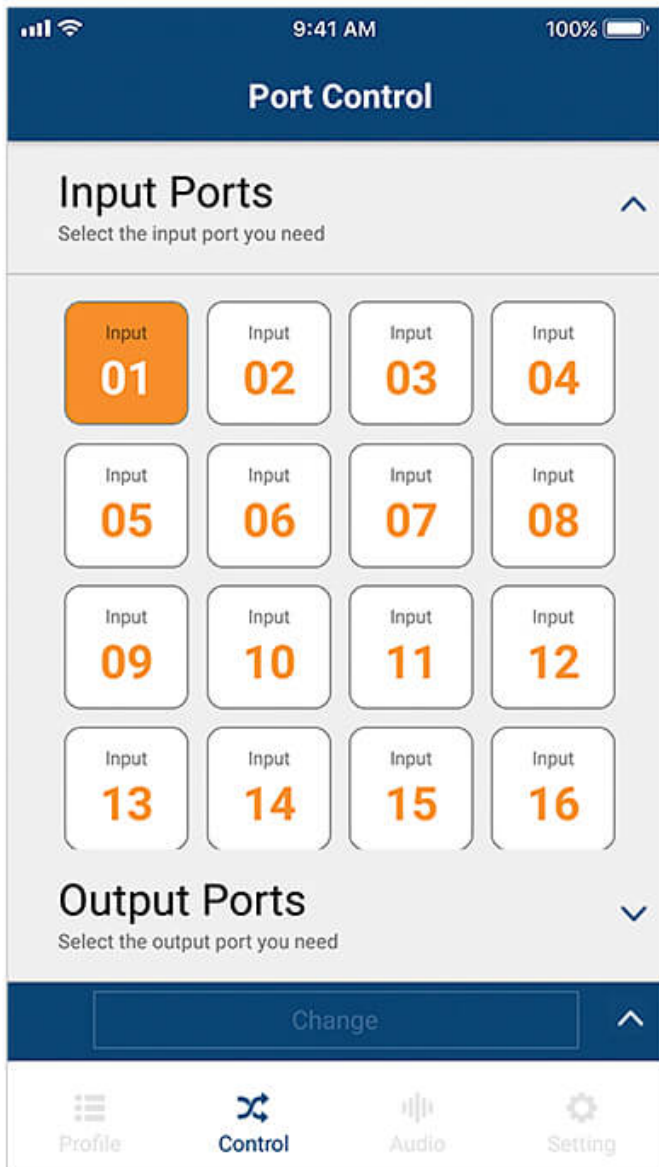 9:41 AM 100%
Port Control
Input Ports
Select the input port you need
Input Input Input Input
01 02 03 04
Input Input Input Input
05 06 07 08
Input Input Input Input
09 10 11 12
Input Input Input Input
13 14 15 16
Output Ports
Select the output port you need
Change
Profile Control Audio Setting